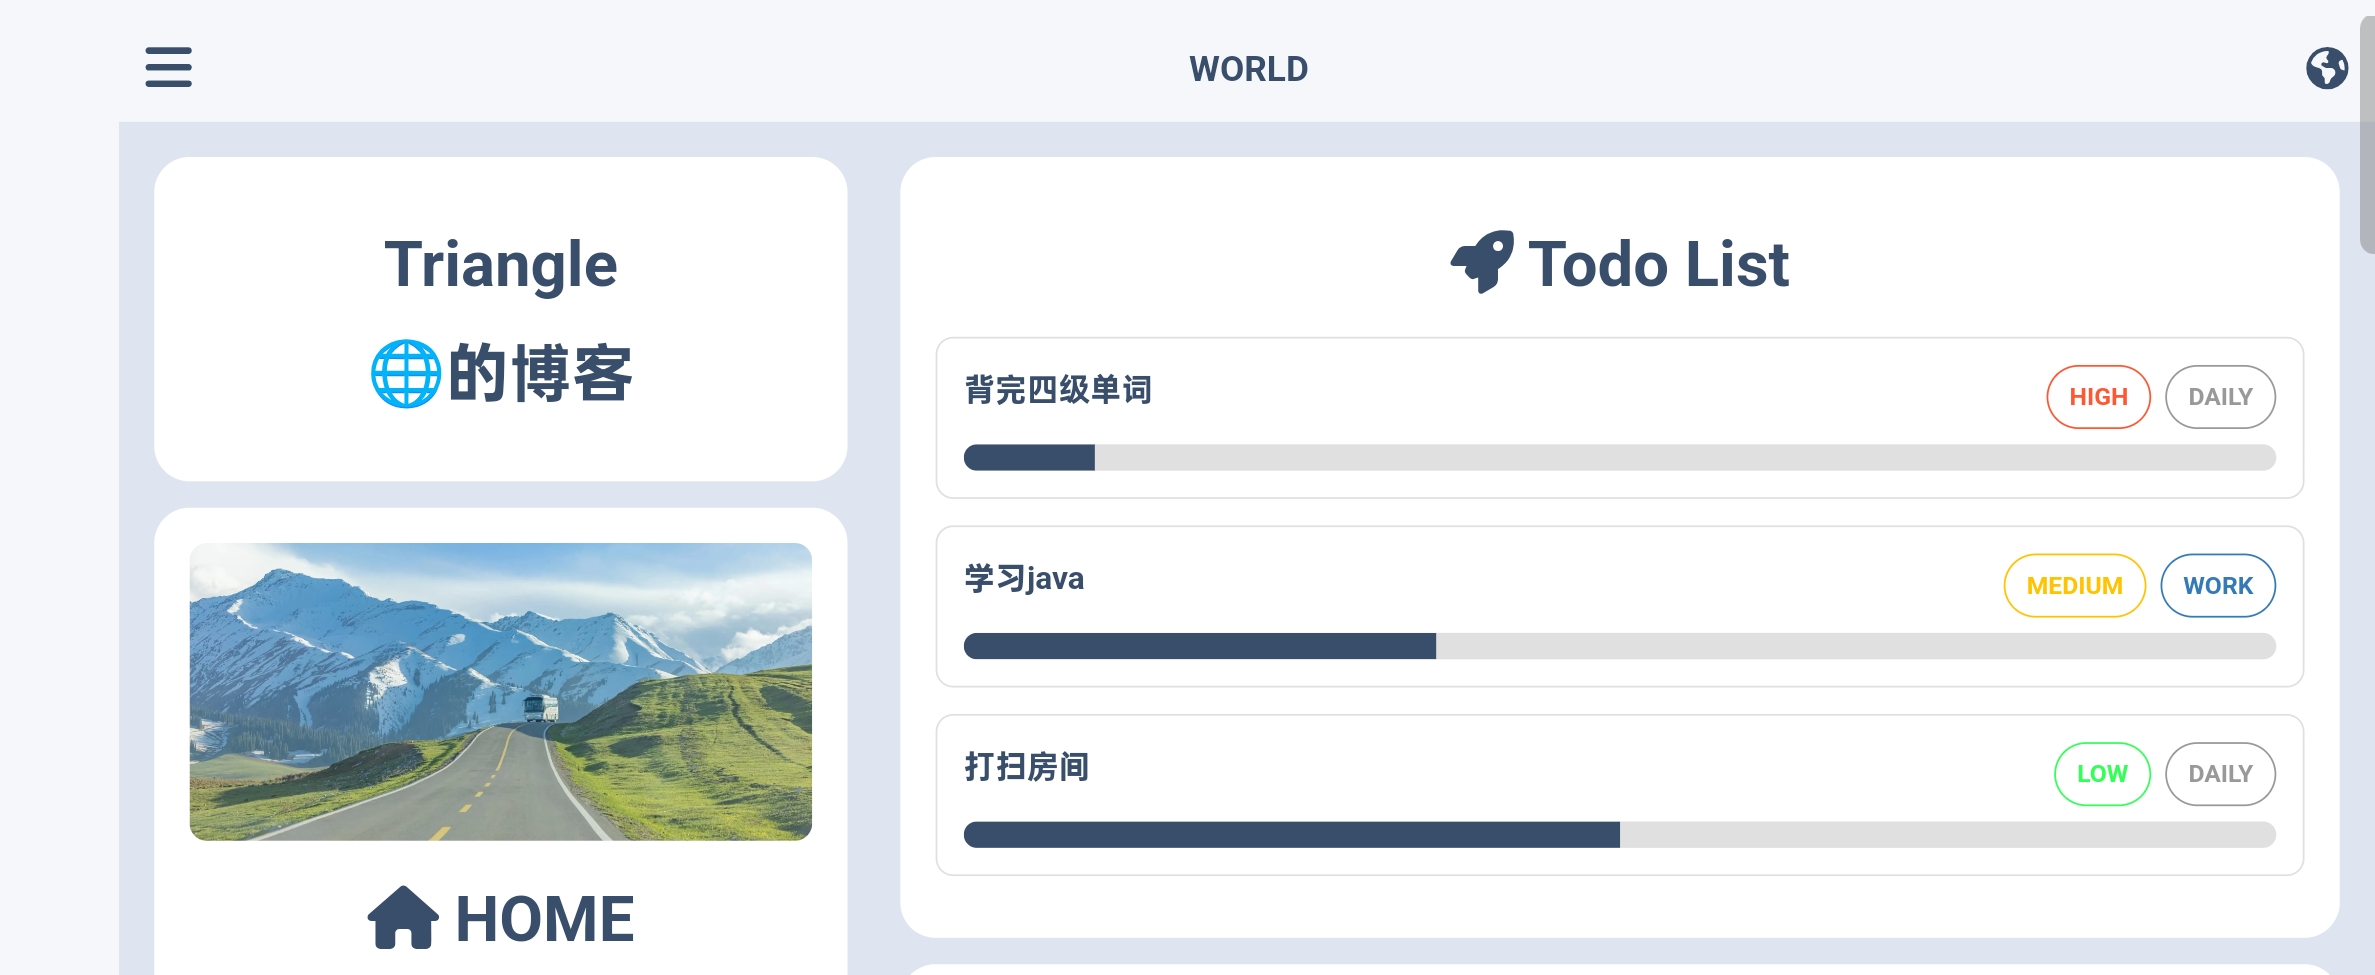 WORLD
Triangle
🌐的博客
HOME
Todo List
背完四级单词
HIGH
DAILY
学习java
MEDIUM
WORK
打扫房间
LOW
DAILY